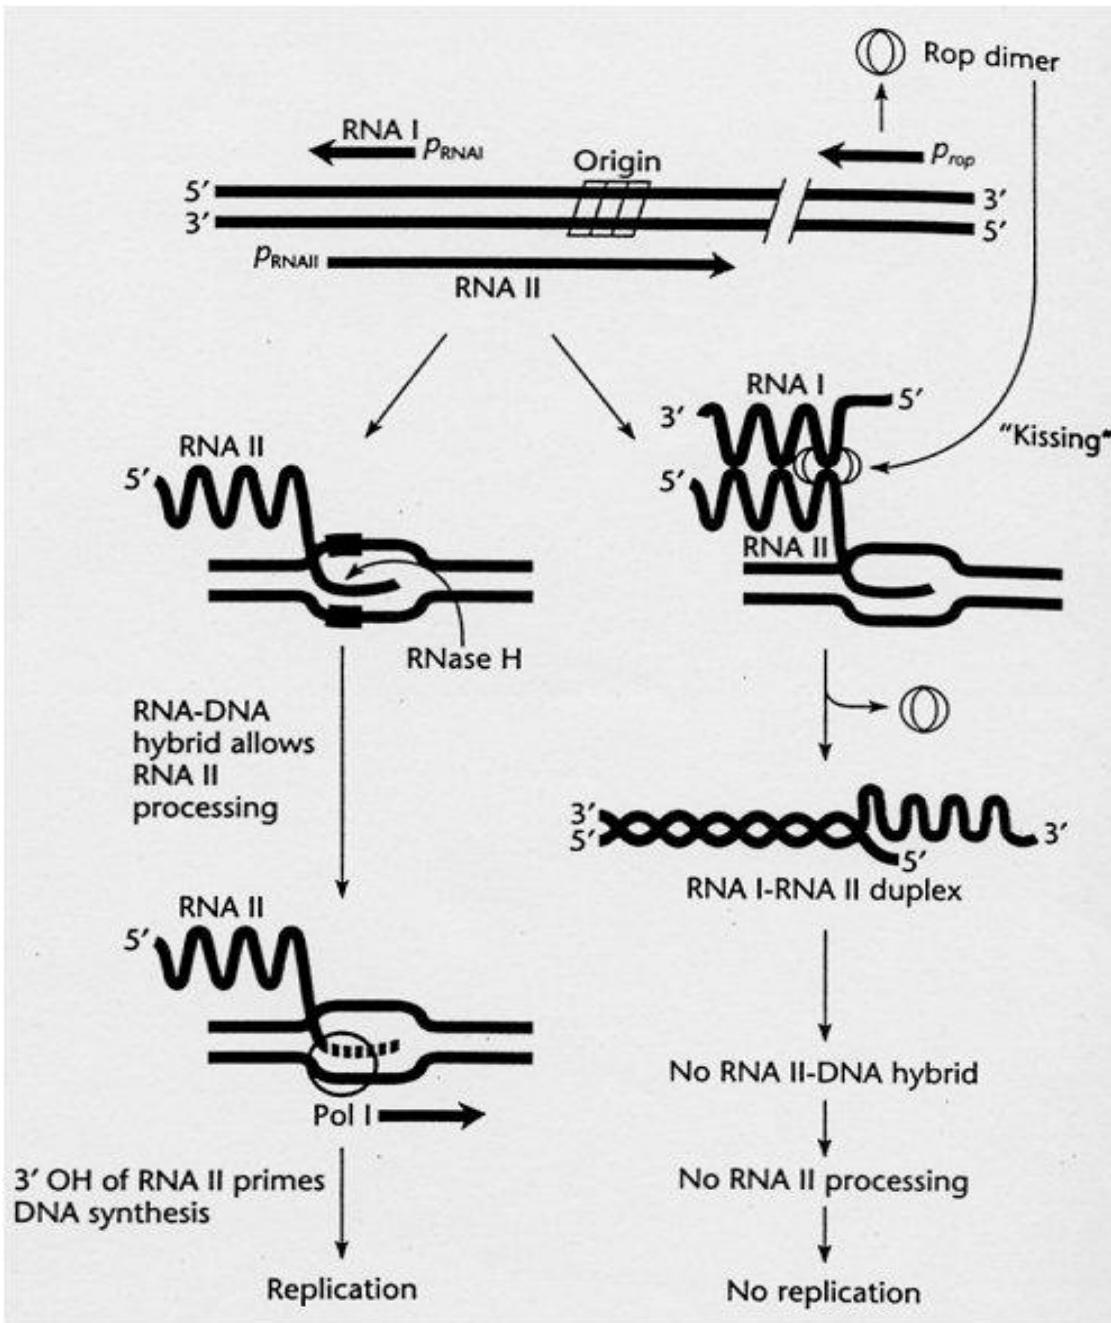 Rop dimer
RNA I
pRNAI
Origin
prop
5′ 3′
3′ 5′
pRNAII
RNA II
RNA I
3′ 5′
"Kissing"
RNA II
5′
5′
RNA II
RNase H
RNA-DNA
hybrid allows
RNA II
processing
3′
5′ 3′
5′
RNA I-RNA II duplex
RNA II
5′
No RNA II-DNA hybrid
Pol I
3′ OH of RNA II primes
DNA synthesis
No RNA II processing
Replication
No replication